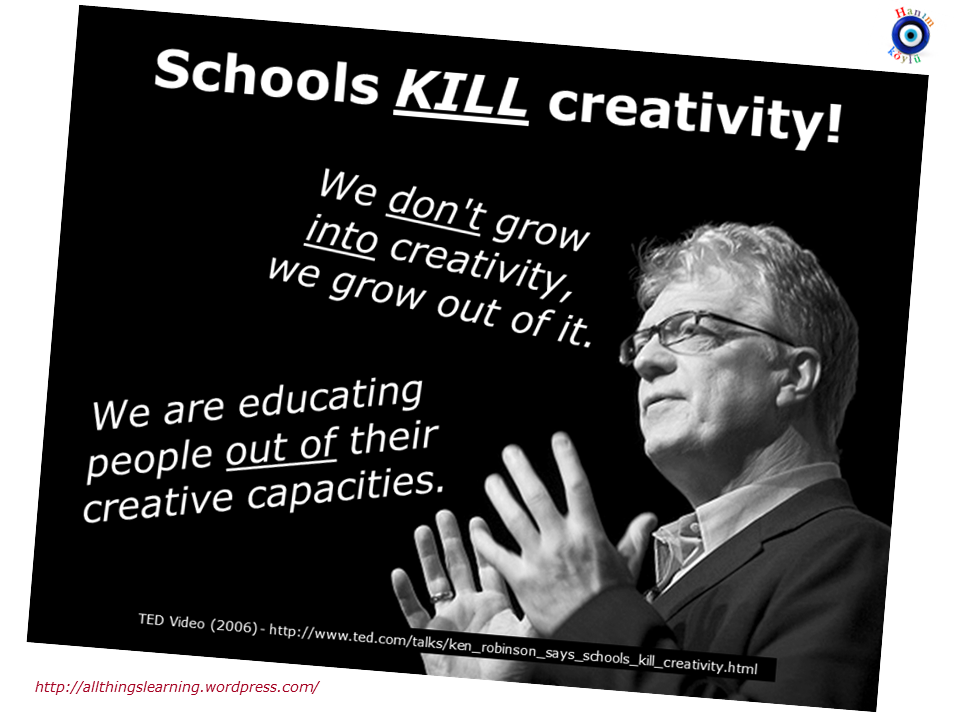 Hanım
köylü
Schools KILL creativity!
We don't grow
into creativity,
we grow out of it.
We are educating
people out of their
creative capacities.
TED Video (2006) - http://www.ted.com/talks/ken_robinson_says_schools_kill_creativity.html
http://allthingslearning.wordpress.com/